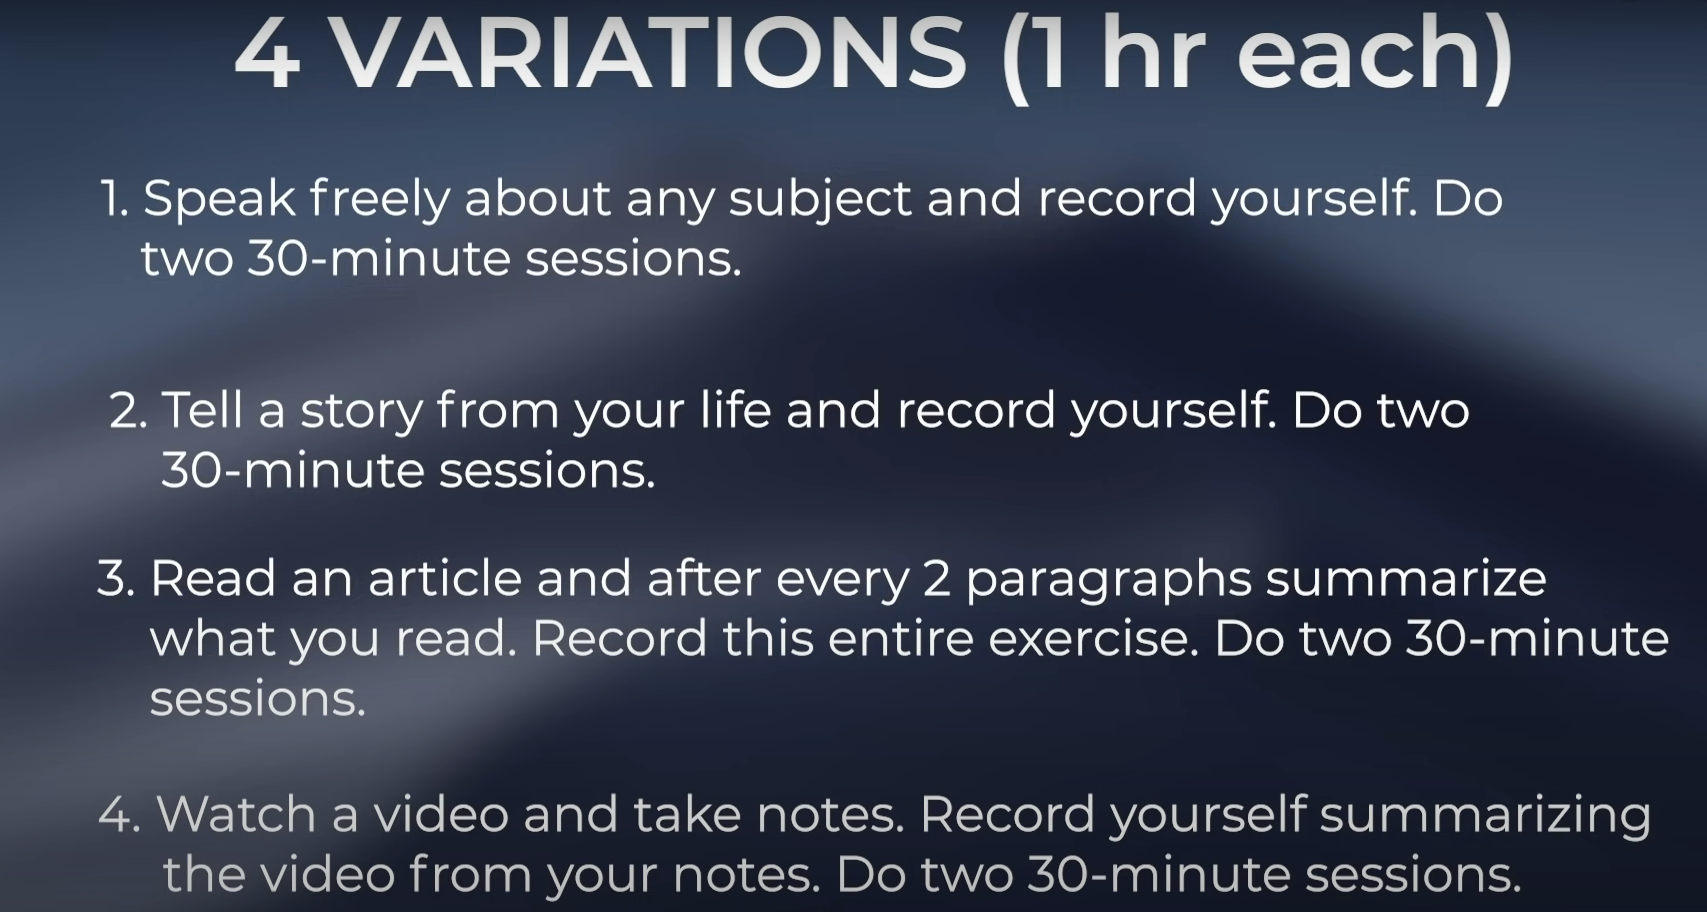 4 VARIATIONS (1 hr each)
1. Speak freely about any subject and record yourself. Do
two 30-minute sessions.
2. Tell a story from your life and record yourself. Do two
30-minute sessions.
3. Read an article and after every 2 paragraphs summarize
what you read. Record this entire exercise. Do two 30-minute
sessions.
4. Watch a video and take notes. Record yourself summarizing
the video from your notes. Do two 30-minute sessions.